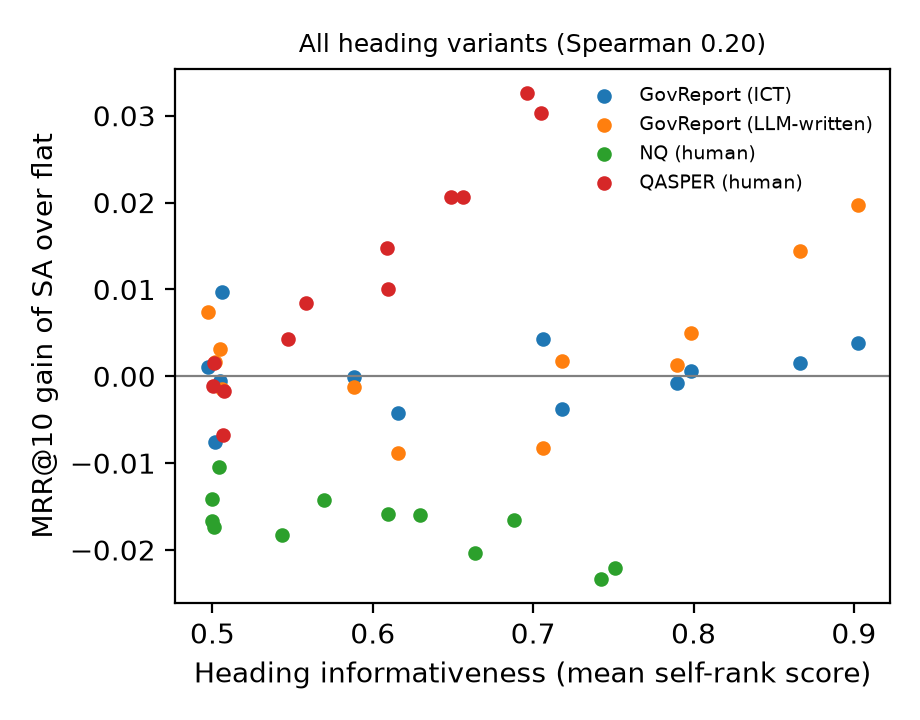 All heading variants (Spearman 0.20)
GovReport (ICT)
GovReport (LLM-written)
NQ (human)
QASPER (human)
MRR@10 gain of SA over flat
0.03
0.02
0.01
0.00
−0.01
−0.02
0.5 0.6 0.7 0.8 0.9
Heading informativeness (mean self-rank score)